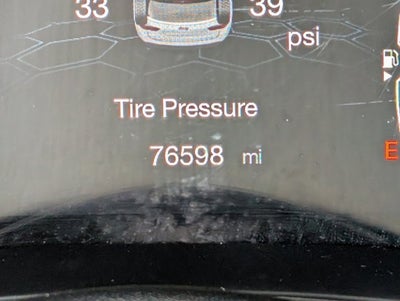 33 39
psi
Tire Pressure
76598 mi
E